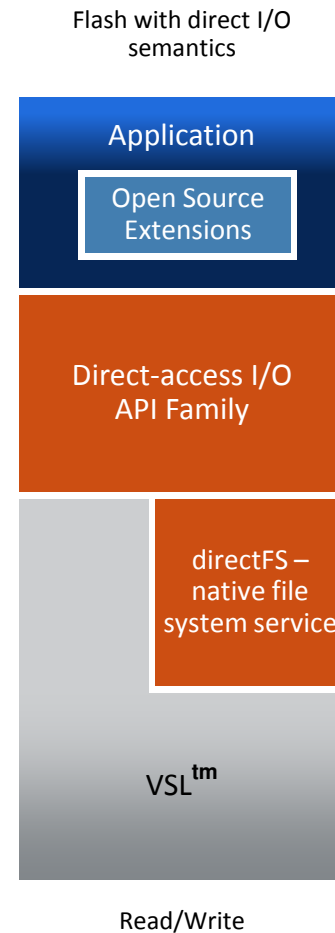 Flash with direct I/O
semantics
Application
Open Source
Extensions
Direct-access I/O
API Family
directFS –
native file
system service
VSLtm
Read/Write